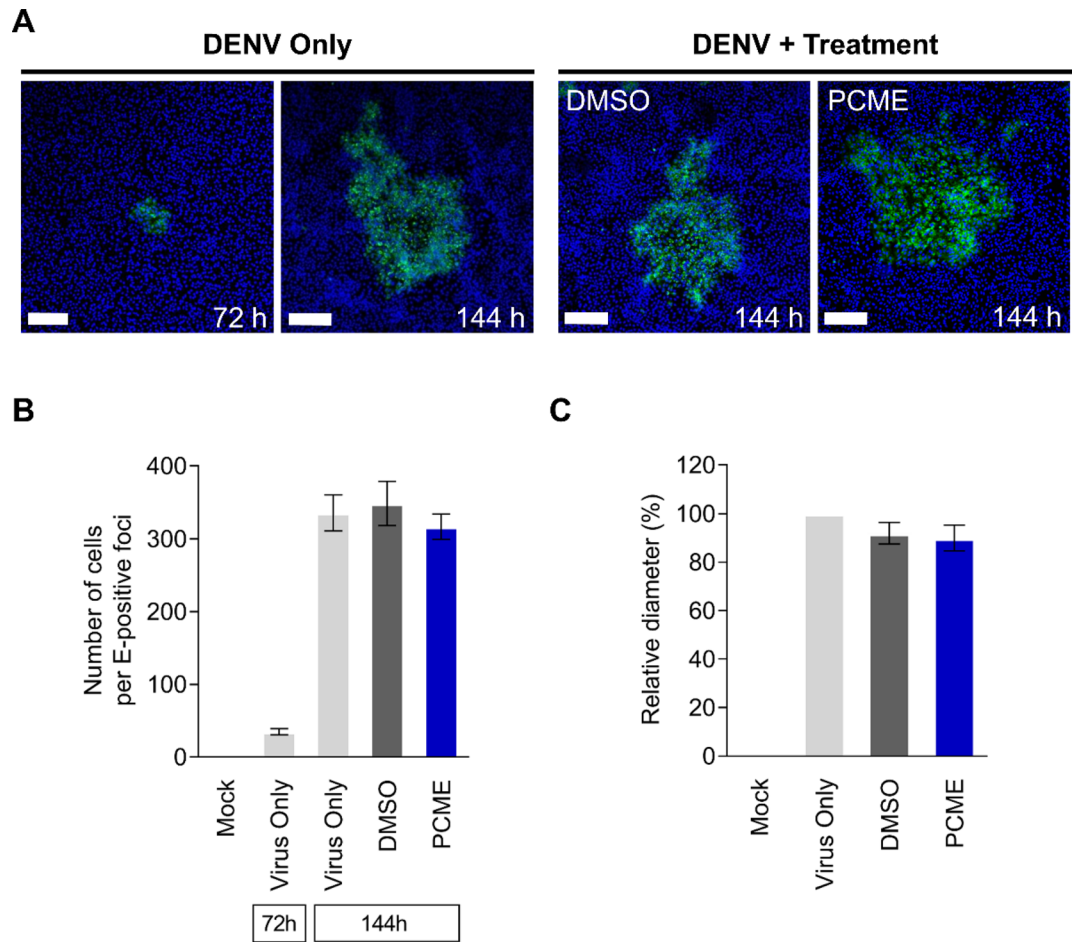 A
DENV Only
DENV + Treatment
72 h
144 h
DMSO
144 h
PCME
144 h
B
Number of cells
per E-positive foci
400
300
200
100
0
Mock
Virus Only
Virus Only
DMSO
PCME
72h
144h
C
Relative diameter (%)
120
100
80
60
40
20
0
Mock
Virus Only
DMSO
PCME